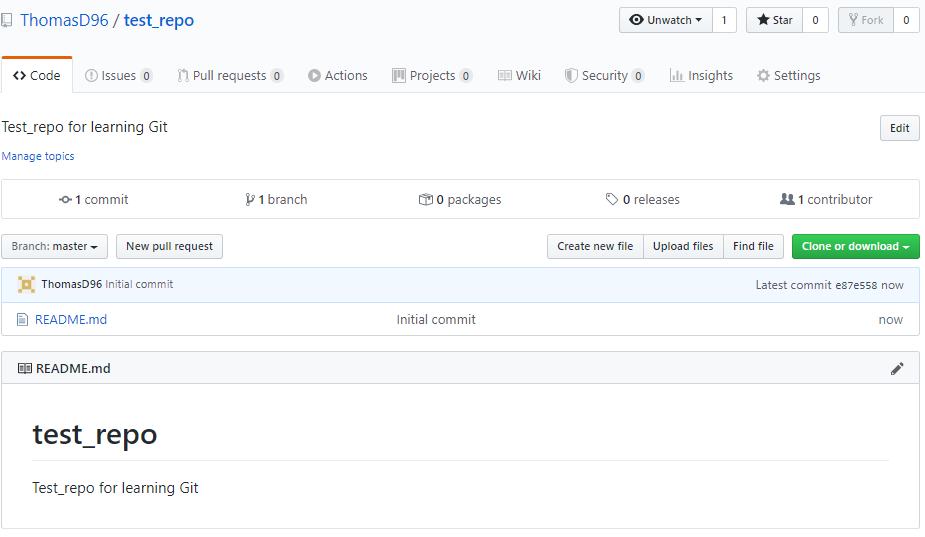 ThomasD96 / test_repo Unwatch 1 Star 0 Fork 0
Code Issues 0 Pull requests 0 Actions Projects 0 Wiki Security 0 Insights Settings
Test_repo for learning Git Edit
Manage topics
1 commit 1 branch 0 packages 0 releases 1 contributor
Branch: master New pull request Create new file Upload files Find file Clone or download
ThomasD96 Initial commit Latest commit e87e558 now
README.md Initial commit now
README.md
test_repo
Test_repo for learning Git